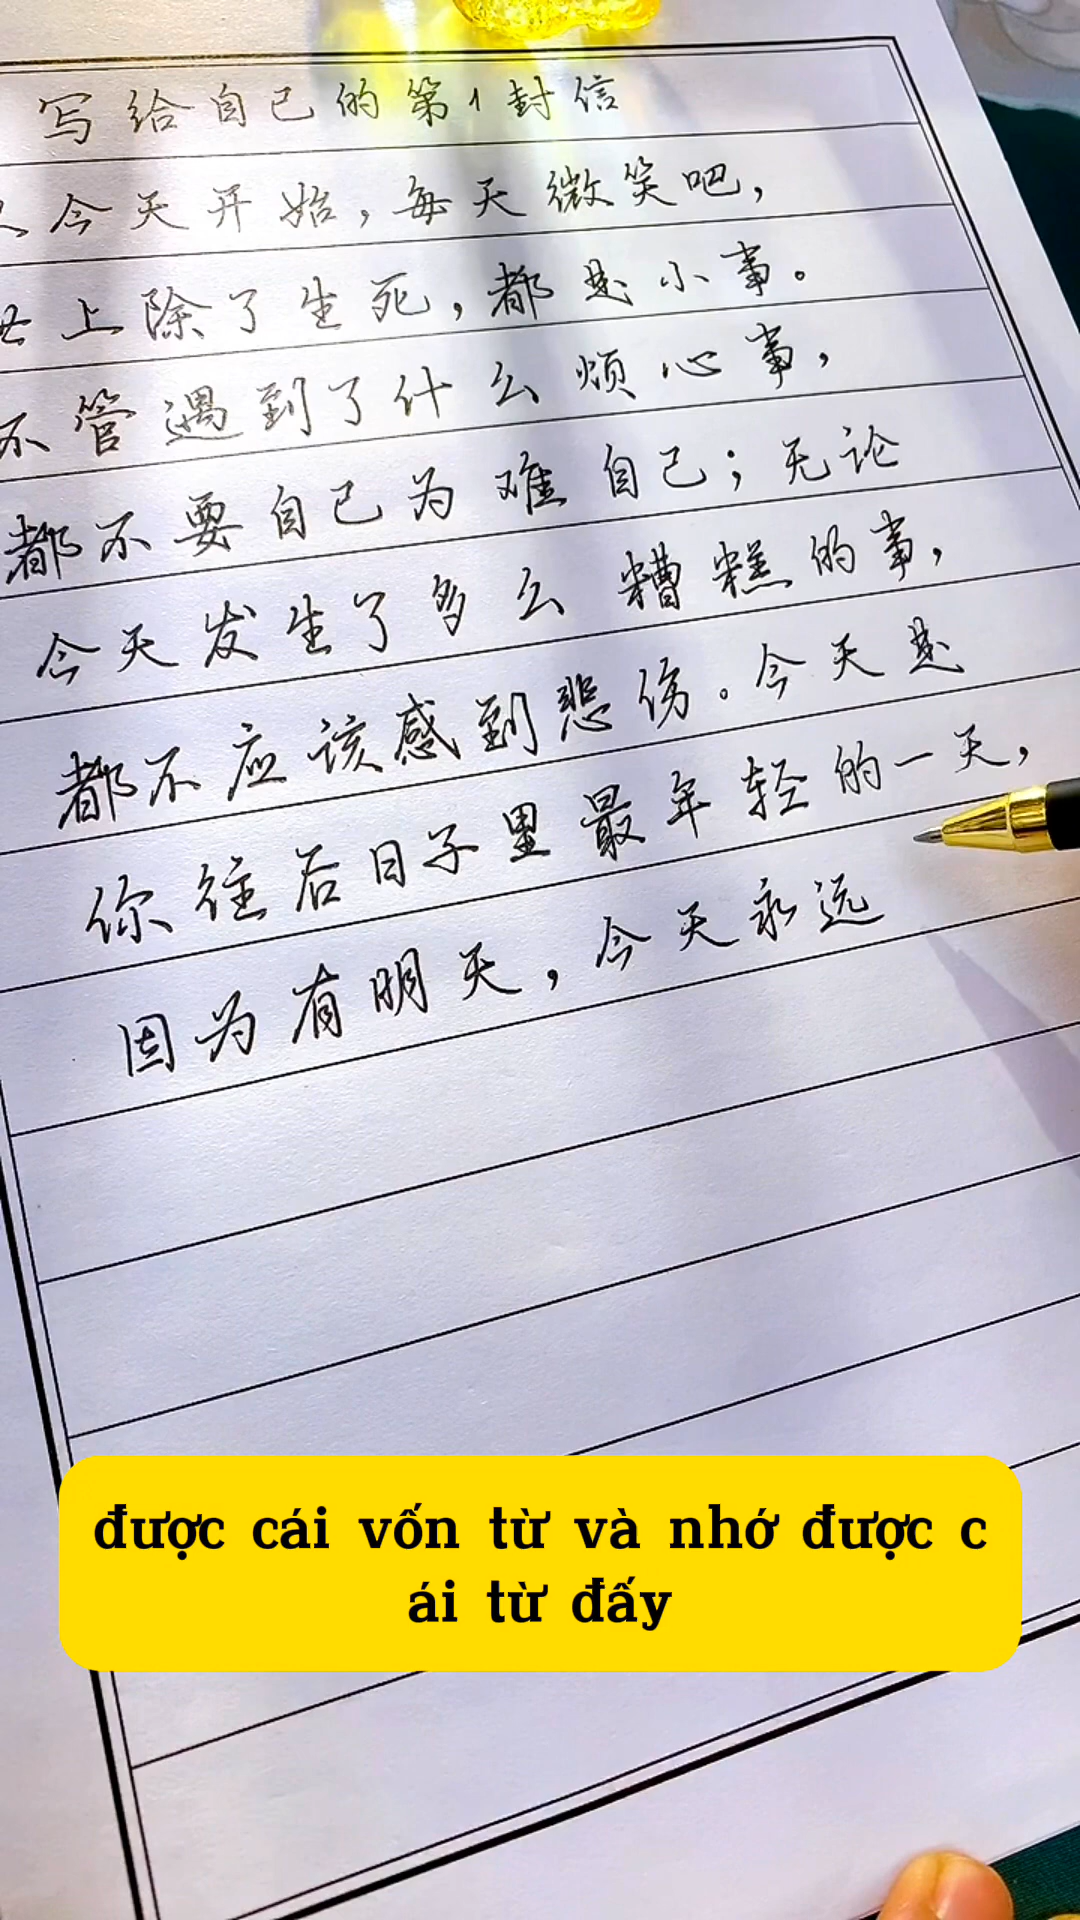 写给自己的第1封信
从今天开始,每天微笑吧,
世上除了生死,都是小事。
不管遇到了什么烦心事,
都不要自己为难自己;无论
今天发生了多么糟糕的事,
都不应该感到悲伤。今天是
你往后日子里最年轻的一天,
因为有明天,今天永远
được cái vốn từ và nhớ được c
ái từ đấy